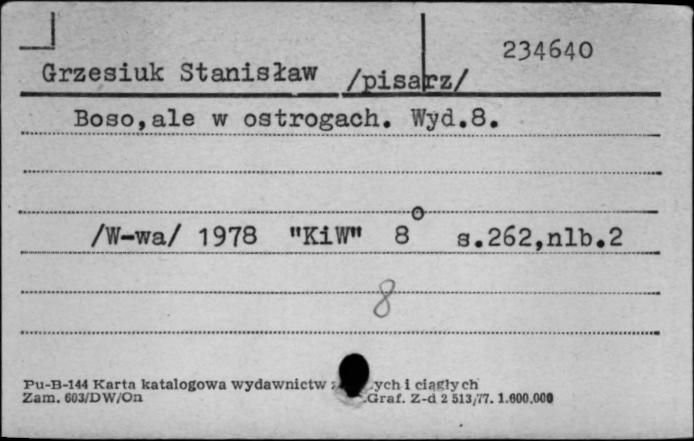 234640
Grzesiuk Stanisław /pisarz/
Boso,ale w ostrogach. Wyd.8.
/W-wa/ 1978 "KiW" 8° s.262,nlb.2
8
Pu-B-144 Karta katalogowa wydawnictw ych i ciągłych
Zam. 603/DW/On Graf. Z-d 2 513/77. 1.600.000